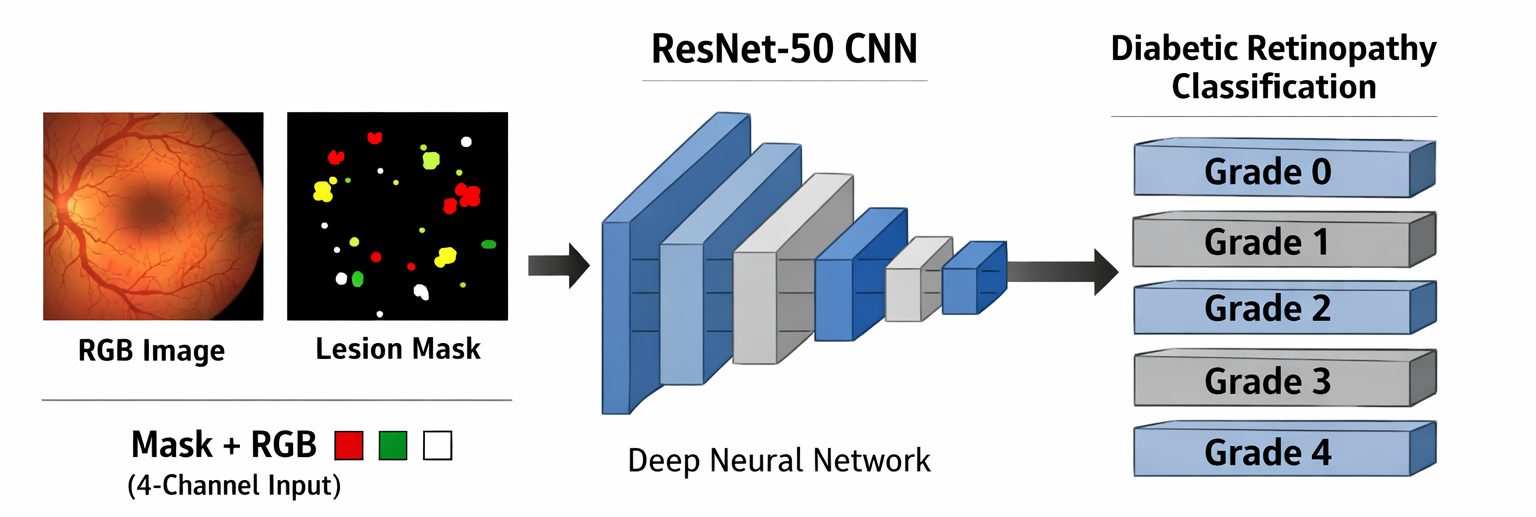 ResNet-50 CNN
Diabetic Retinopathy
Classification
RGB Image
Lesion Mask
Mask + RGB
(4-Channel Input)
Deep Neural Network
Grade 0
Grade 1
Grade 2
Grade 3
Grade 4